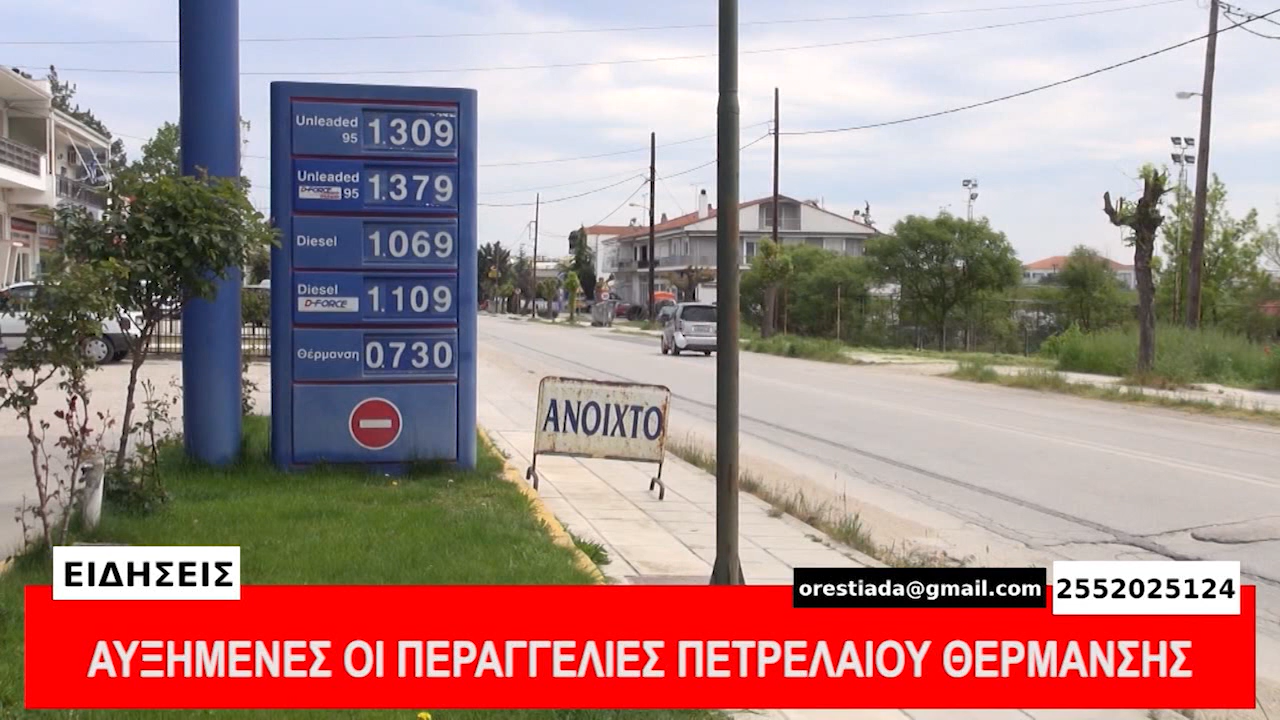 Unleaded 95 1.309
Unleaded D-FORCE 95 1.379
Diesel 1.069
Diesel D-FORCE 1.109
Θέρμανση 0.730
ΑΝΟΙΧΤΟ
ΕΙΔΗΣΕΙΣ
orestiada@gmail.com 2552025124
ΑΥΞΗΜΕΝΕΣ ΟΙ ΠΕΡΑΓΓΕΛΙΕΣ ΠΕΤΡΕΛΑΙΟΥ ΘΕΡΜΑΝΣΗΣ